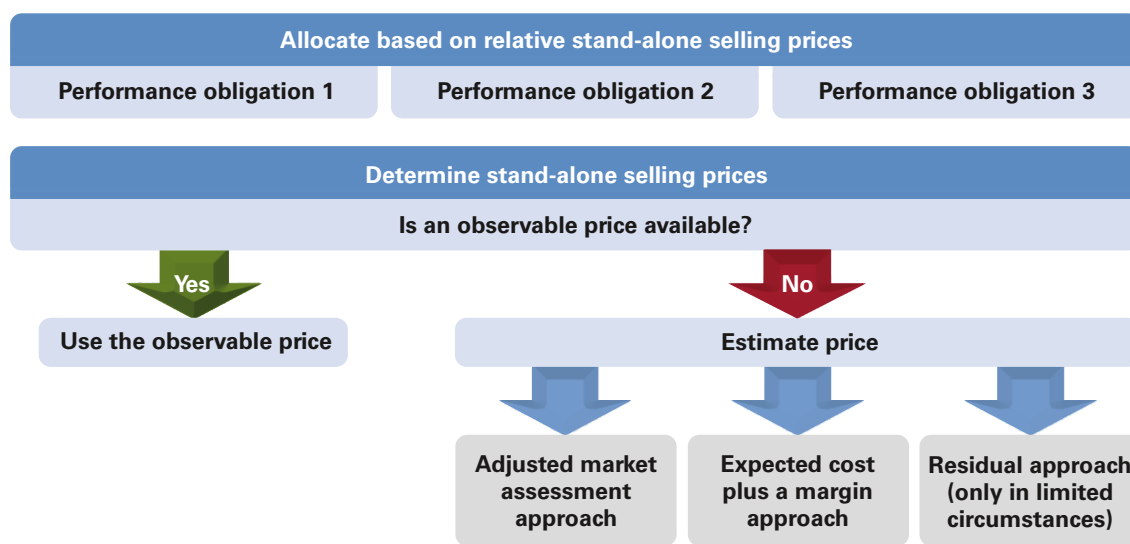 Allocate based on relative stand-alone selling prices
Performance obligation 1
Performance obligation 2
Performance obligation 3
Determine stand-alone selling prices
Is an observable price available?
Yes
No
Use the observable price
Estimate price
Adjusted market
assessment
approach
Expected cost
plus a margin
approach
Residual approach
(only in limited
circumstances)